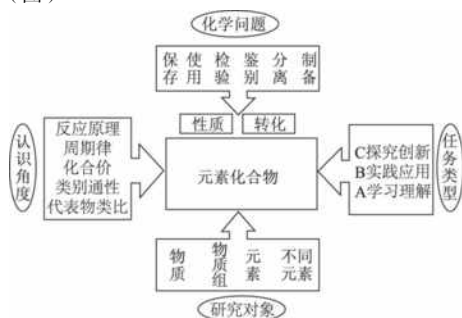 (图)
化学问题
保 使 检 鉴 分 制
存 用 验 别 离 备
性质 转化
认识角度
反应原理
周期律
化合价
类别通性
代表物类比
元素化合物
C探究创新
B实践应用
A学习理解
任务类型
物质 物质组 元素 不同元素
研究对象